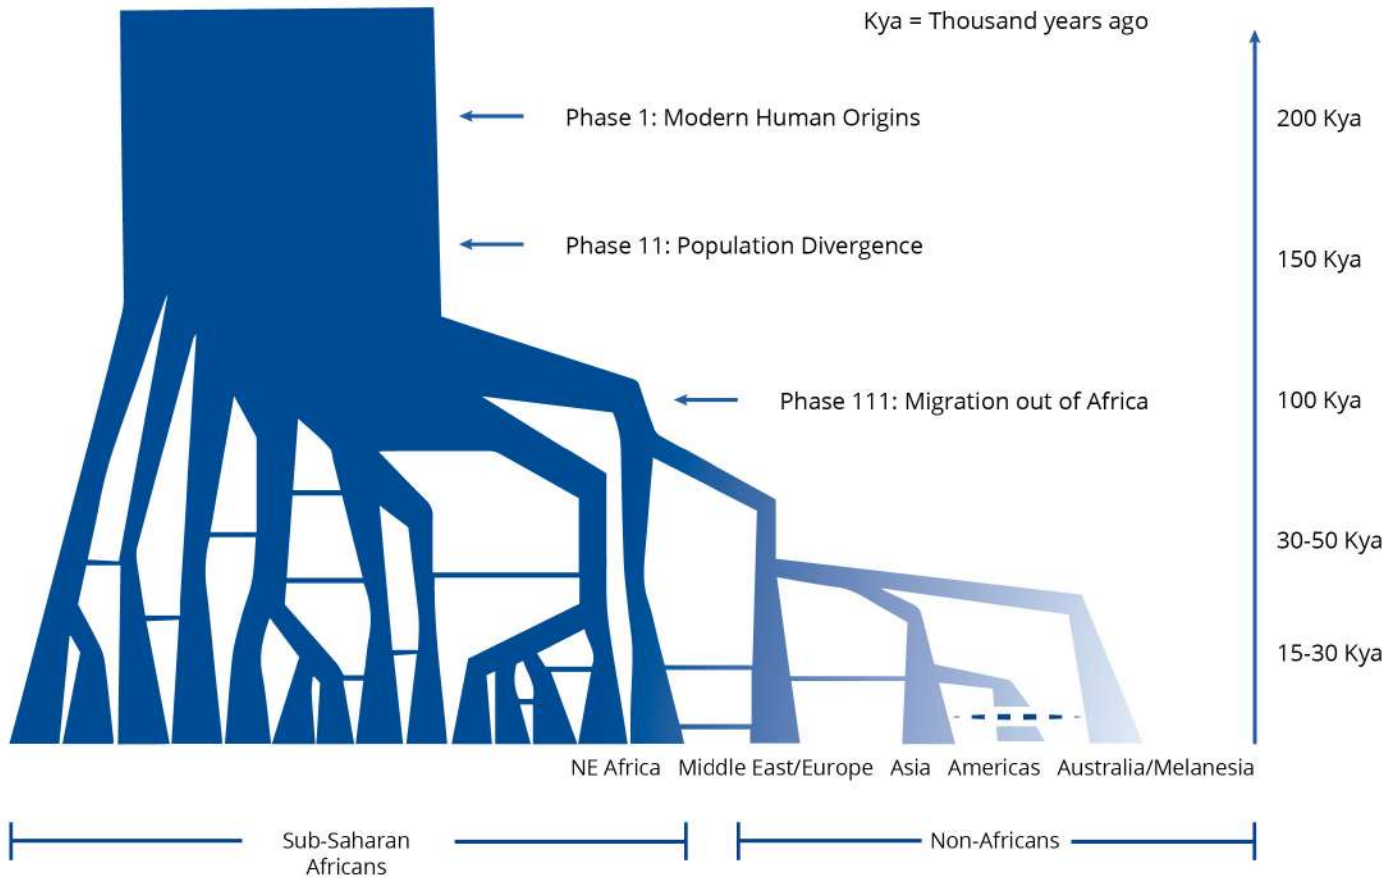 Kya = Thousand years ago
Phase 1: Modern Human Origins
200 Kya
Phase 11: Population Divergence
150 Kya
Phase 111: Migration out of Africa
100 Kya
30-50 Kya
15-30 Kya
NE Africa
Middle East/Europe
Asia
Americas
Australia/Melanesia
Sub-Saharan
Africans
Non-Africans